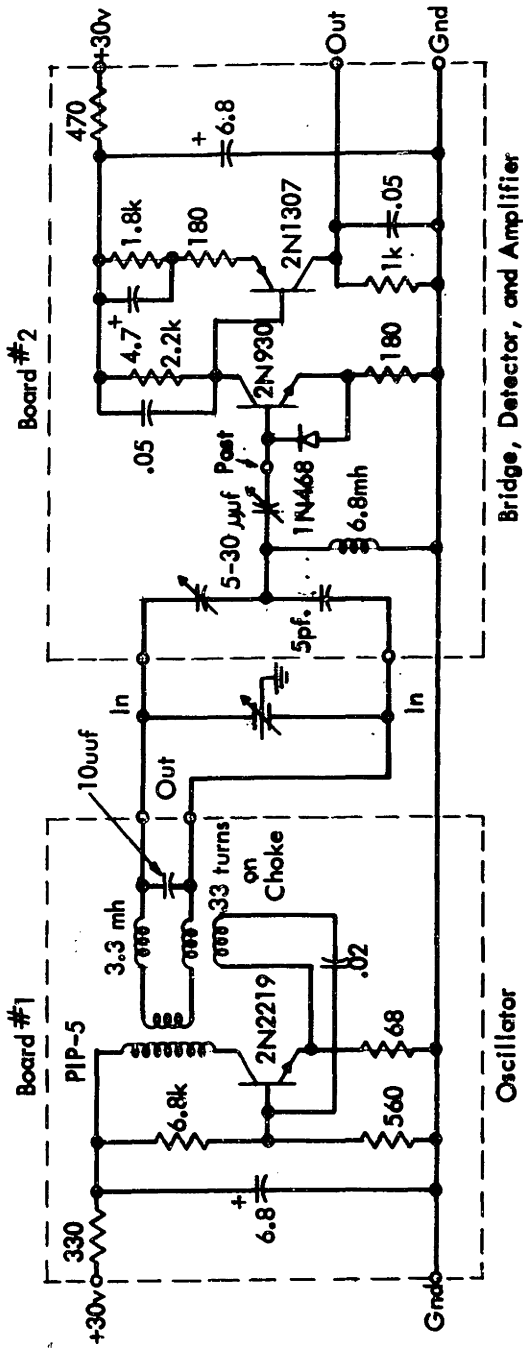 Board #1
Board #2
+30v
330
PIP-5
3.3 mh
10uuf
Out
In
5-30 μμf
Post
.05
4.7
+
2.2k
1.8k
180
470
+30v
6.8k
2N2219
33 turns
on
Choke
5pf.
2N930
2N1307
+
6.8
Out
+
6.8
560
68
.02
In
6.8mh
1N468
180
1k
.05
Gnd
Gnd
Oscillator
Bridge, Detector, and Amplifier